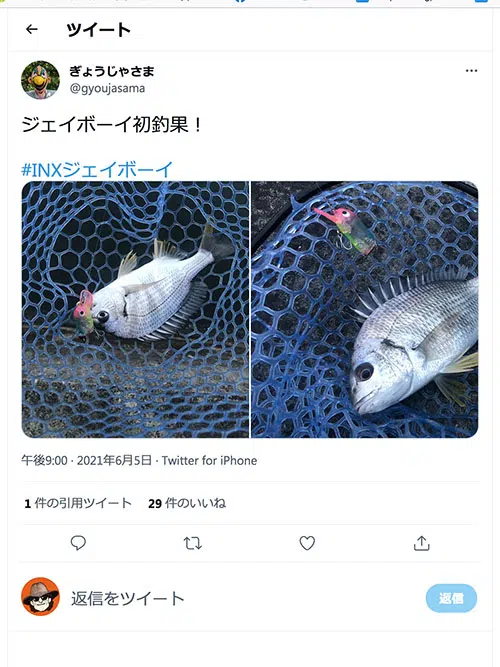 ツイート
ぎょうじゃさま
@gyoujasama
ジェイボーイ初釣果！
#INXジェイボーイ
午後9:00 · 2021年6月5日 · Twitter for iPhone
1 件の引用ツイート 29 件のいいね
返信をツイート
返信